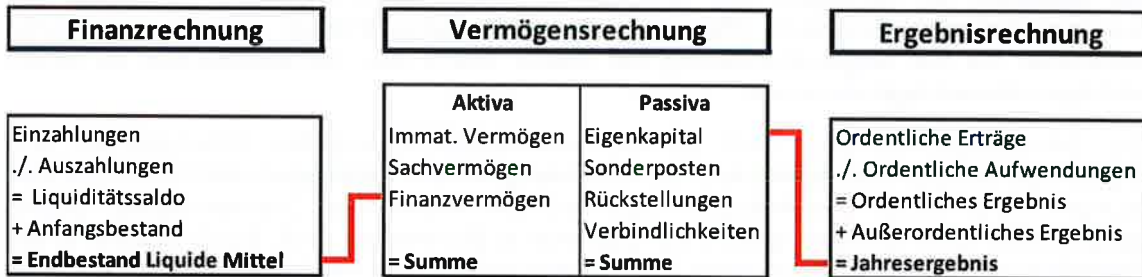 Finanzrechnung
Vermögensrechnung
Ergebnisrechnung
Einzahlungen
./. Auszahlungen
= Liquiditätssaldo
+ Anfangsbestand
= Endbestand Liquide Mittel
Aktiva
Immat. Vermögen
Sachvermögen
Finanzvermögen
= Summe
Passiva
Eigenkapital
Sonderposten
Rückstellungen
Verbindlichkeiten
= Summe
Ordentliche Erträge
./. Ordentliche Aufwendungen
= Ordentliches Ergebnis
+ Außerordentliches Ergebnis
= Jahresergebnis